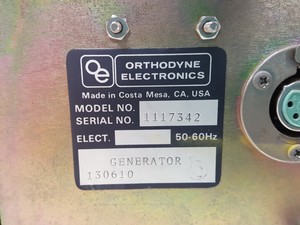 oe
ORTHODYNE
ELECTRONICS
Made in Costa Mesa, CA, USA
MODEL NO.
SERIAL NO. 1117342
ELECT. 50-60Hz
GENERATOR
130610